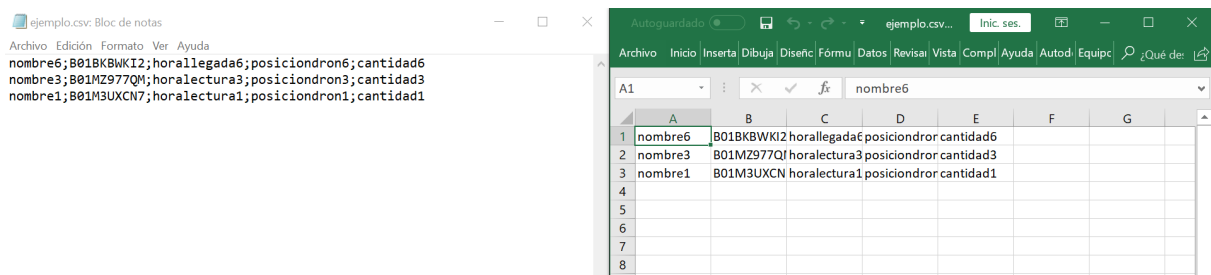 ejemplo.csv: Bloc de notas
Archivo Edición Formato Ver Ayuda
nombre6;B01BKBWKI2;horallegada6;posiciondron6;cantidad6
nombre3;B01MZ977QM;horalectura3;posiciondron3;cantidad3
nombre1;B01M3UXCN7;horalectura1;posiciondron1;cantidad1
Autoguardado ejemplo.csv... Inic. ses.
Archivo Inicio Inserta Dibuja Diseñc Fórmu Datos Revisar Vista Compl Ayuda Autod Equipc ¿Qué de
A1 fx nombre6
A B C D E F G
1 nombre6 B01BKBWKI2 horallegada6 posiciondror cantidad6
2 nombre3 B01MZ977QI horalectura3 posiciondror cantidad3
3 nombre1 B01M3UXCN horalectura1 posiciondror cantidad1
4
5
6
7
8